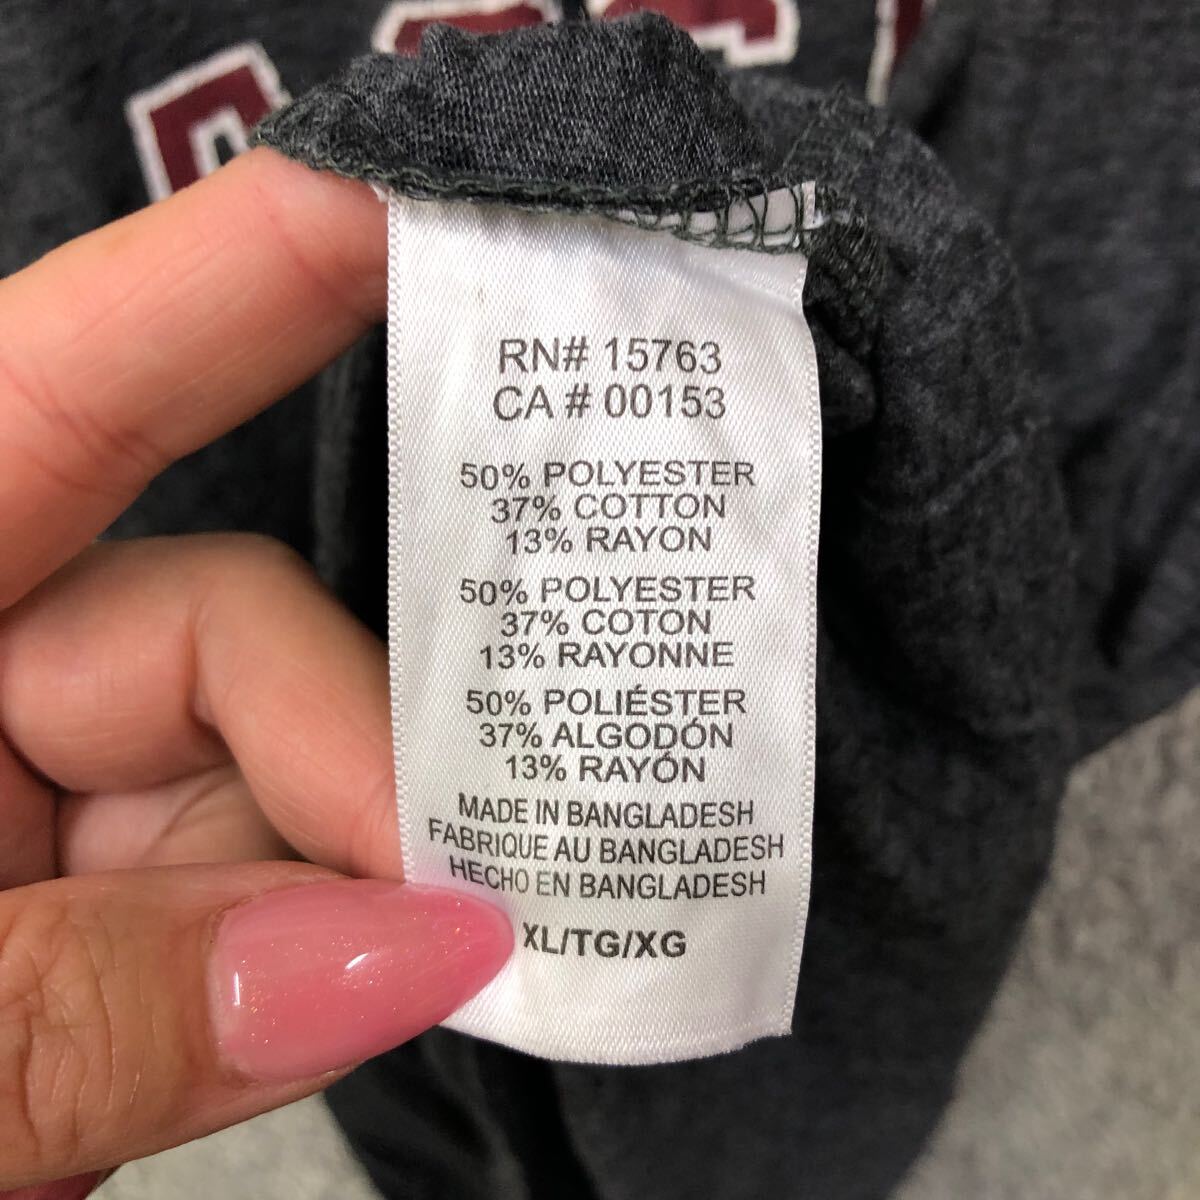 RN# 15763
CA # 00153
50% POLYESTER
37% COTTON
13% RAYON
50% POLYESTER
37% COTON
13% RAYONNE
50% POLIÉSTER
37% ALGODÓN
13% RAYÓN
MADE IN BANGLADESH
FABRIQUE AU BANGLADESH
HECHO EN BANGLADESH
XL/TG/XG